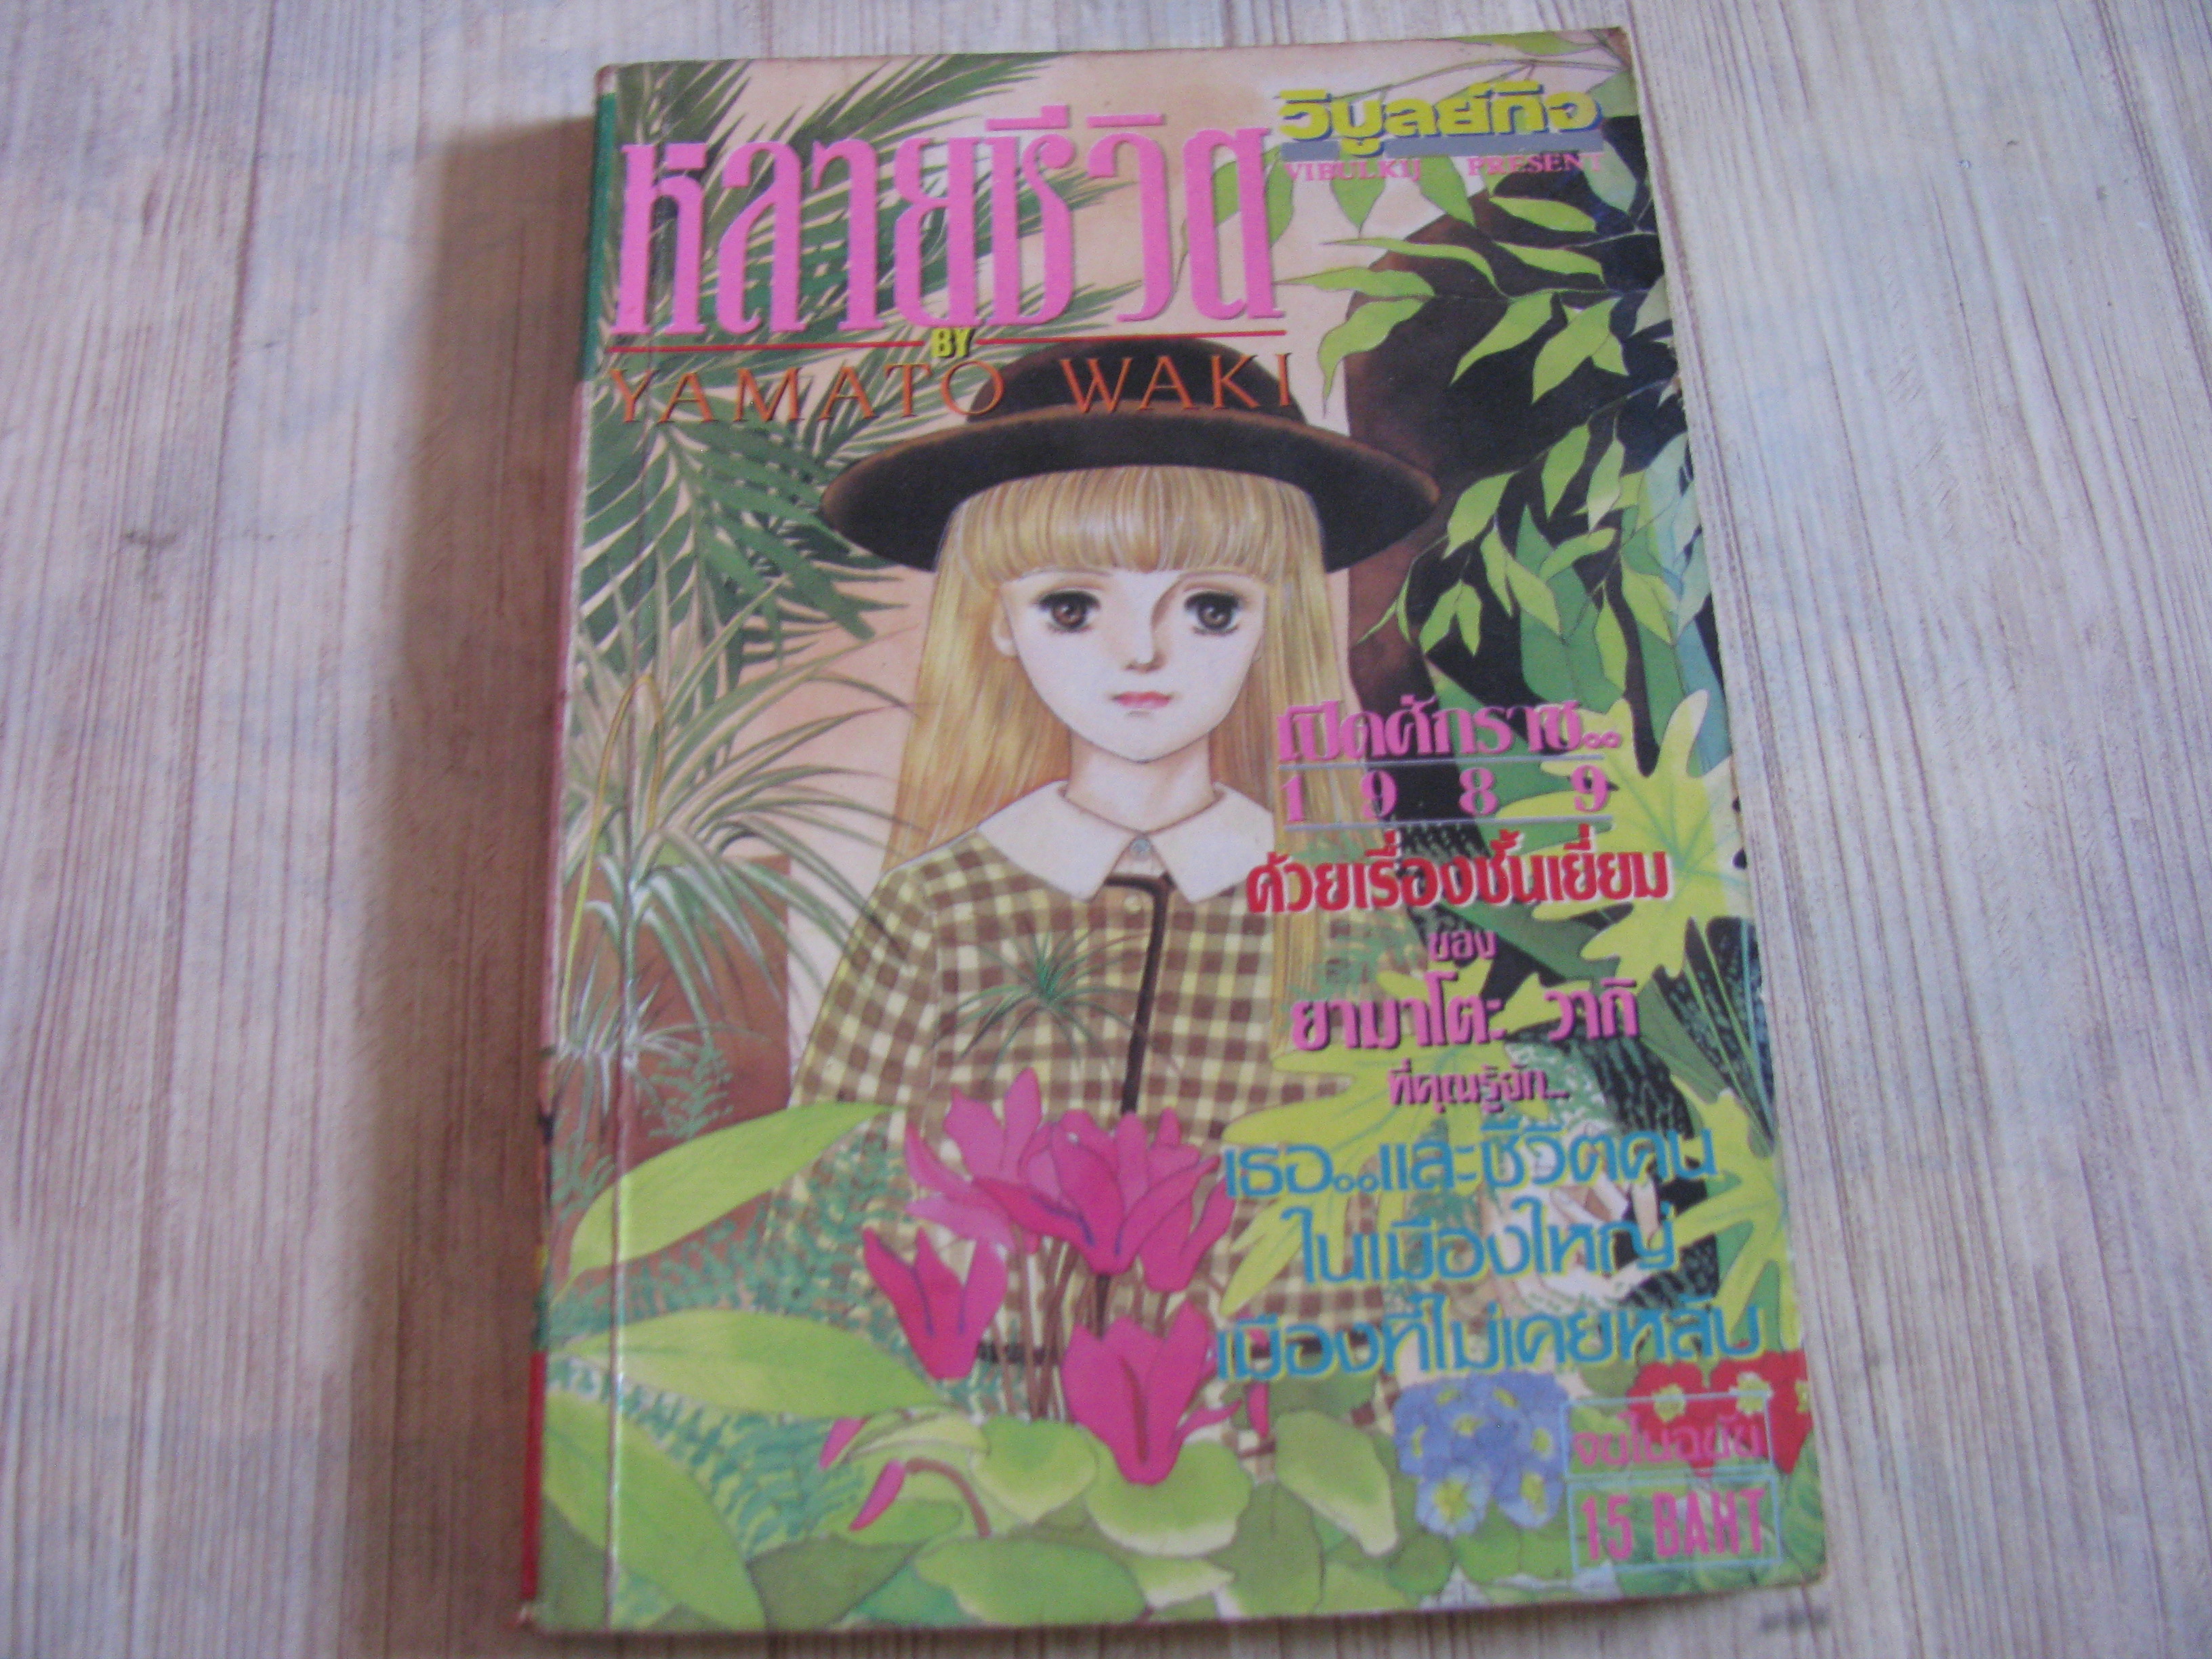 วิบูลย์กิจ
VIBULKIJ PRESENT
หลายชีวิต
BY
YAMATO WAKI
เปิดศักราช..
1989
ด้วยเรื่องชั้นเยี่ยม
ของ
ยามาโตะ วากิ
ที่คุณรู้จัก...
เธอ..และชีวิตคน
ในเมืองใหญ่
เมืองที่ไม่เคยหลับ
จบในฉบับ
15 BAHT